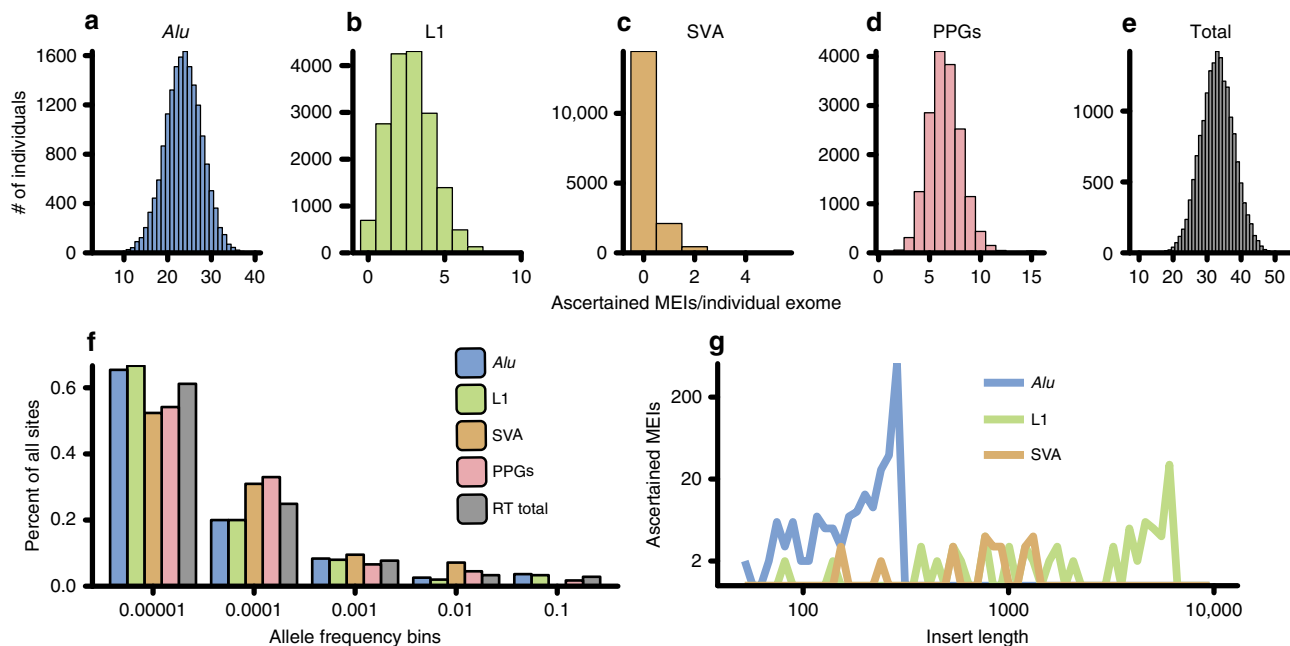 a
Alu
b
L1
c
SVA
d
PPGs
e
Total
# of individuals
1600
1200
800
400
0
10 20 30 40
4000
3000
2000
1000
0
0 5 10
10,000
5000
0
0 2 4
4000
3000
2000
1000
0
0 5 10 15
1000
500
0
10 20 30 40 50
Ascertained MEIs/individual exome
f
Percent of all sites
0.6
0.4
0.2
0.0
0.00001 0.0001 0.001 0.01 0.1
Allele frequency bins
Alu
L1
SVA
PPGs
RT total
g
Ascertained MEIs
200
20
2
100 1000 10,000
Insert length
Alu
L1
SVA